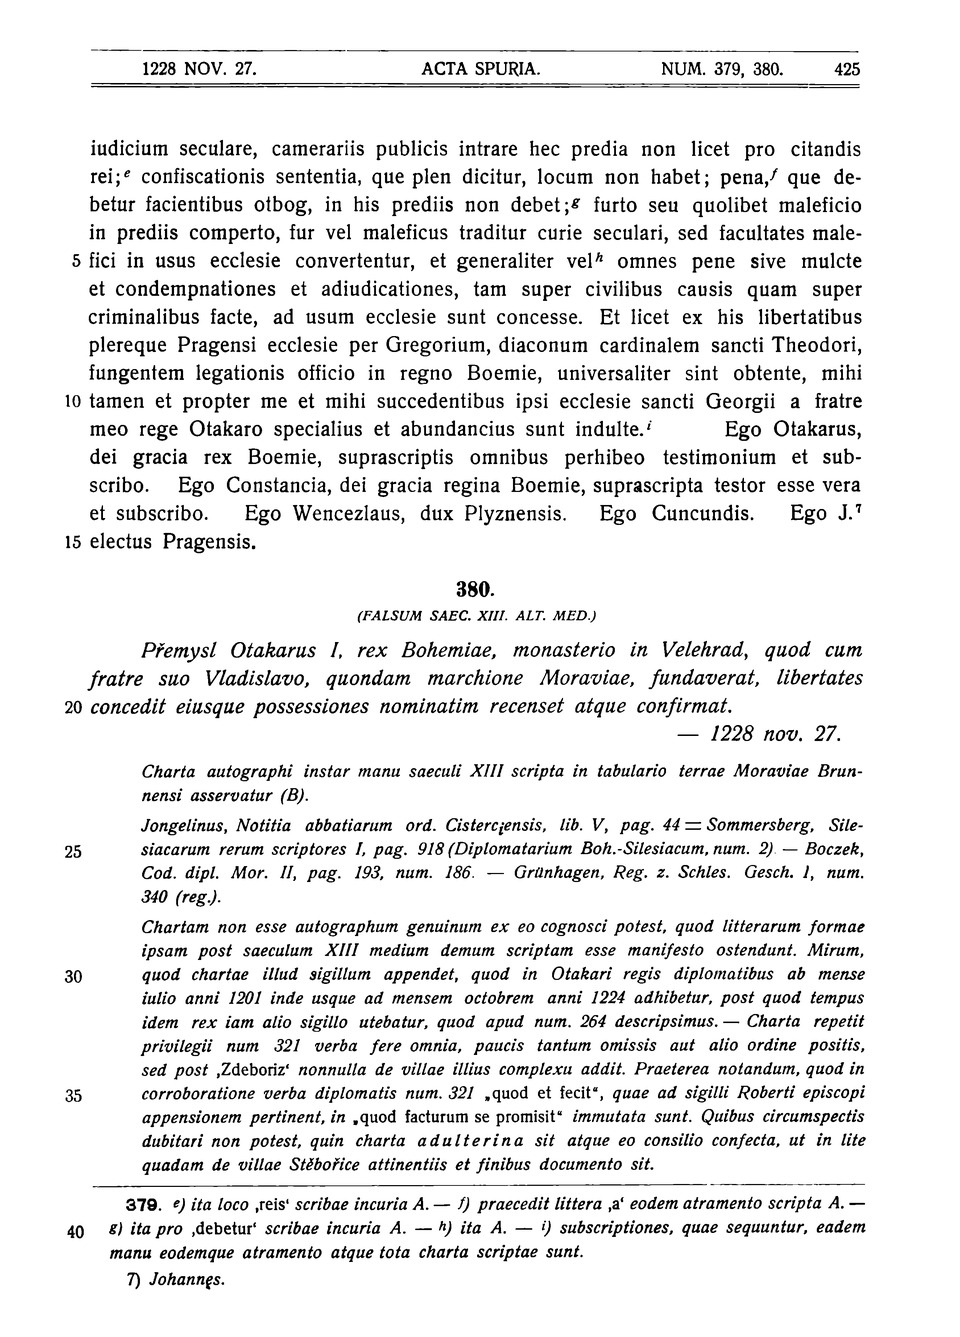 1228 NOV. 27. ACTA SPURIA. NUM. 379, 380. 425
iudicium seculare, camerariis publicis intrare hec predia non licet pro citandis
rei;ᵉ confiscationis sententia, que plen dicitur, locum non habet; pena,ᶠ que de-
betur facientibus otbog, in his prediis non debet;ᵍ furto seu quolibet maleficio
in prediis comperto, fur vel maleficus traditur curie seculari, sed facultates male-
5 fici in usus ecclesie convertentur, et generaliter velʰ omnes pene sive mulcte
et condempnationes et adiudicationes, tam super civilibus causis quam super
criminalibus facte, ad usum ecclesie sunt concesse. Et licet ex his libertatibus
plereque Pragensi ecclesie per Gregorium, diaconum cardinalem sancti Theodori,
fungentem legationis officio in regno Boemie, universaliter sint obtente, mihi
10 tamen et propter me et mihi succedentibus ipsi ecclesie sancti Georgii a fratre
meo rege Otakaro specialius et abundancius sunt indulte.ⁱ Ego Otakarus,
dei gracia rex Boemie, suprascriptis omnibus perhibeo testimonium et sub-
scribo. Ego Constancia, dei gracia regina Boemie, suprascripta testor esse vera
et subscribo. Ego Wencezlaus, dux Plyznensis. Ego Cuncundis. Ego J.⁷
15 electus Pragensis.
380.
(FALSUM SAEC. XIII. ALT. MED.)
Přemysl Otakarus I, rex Bohemiae, monasterio in Velehrad, quod cum
fratre suo Vladislavo, quondam marchione Moraviae, fundaverat, libertates
20 concedit eiusque possessiones nominatim recenset atque confirmat.
— 1228 nov. 27.
Charta autographi instar manu saeculi XIII scripta in tabulario terrae Moraviae Brun-
nensi asservatur (B).
Jongelinus, Notitia abbatiarum ord. Cisterciensis, lib. V, pag. 44 = Sommersberg, Sile-
25 siacarum rerum scriptores I, pag. 918 (Diplomatarium Boh.-Silesiacum, num. 2). — Boczek,
Cod. dipl. Mor. II, pag. 193, num. 186. — Grünhagen, Reg. z. Schles. Gesch. I, num.
340 (reg.).
Chartam non esse autographum genuinum ex eo cognosci potest, quod litterarum formae
ipsam post saeculum XIII medium demum scriptam esse manifesto ostendunt. Mirum,
30 quod chartae illud sigillum appendet, quod in Otakari regis diplomatibus ab mense
iulio anni 1201 inde usque ad mensem octobrem anni 1224 adhibetur, post quod tempus
idem rex iam alio sigillo utebatur, quod apud num. 264 descripsimus. — Charta repetit
privilegii num 321 verba fere omnia, paucis tantum omissis aut alio ordine positis,
sed post ‚Zdeboriz‘ nonnulla de villae illius complexu addit. Praeterea notandum, quod in
35 corroboratione verba diplomatis num. 321 „quod et fecit“, quae ad sigilli Roberti episcopi
appensionem pertinent, in „quod facturum se promisit“ immutata sunt. Quibus circumspectis
dubitari non potest, quin charta adulterina sit atque eo consilio confecta, ut in lite
quadam de villae Stěbořice attinentiis et finibus documento sit.
379. e) ita loco ‚reis‘ scribae incuria A. — f) praecedit littera ‚a‘ eodem atramento scripta A. —
40 g) ita pro ‚debetur‘ scribae incuria A. — h) ita A. — i) subscriptiones, quae sequuntur, eadem
manu eodemque atramento atque tota charta scriptae sunt.
7) Johannes.